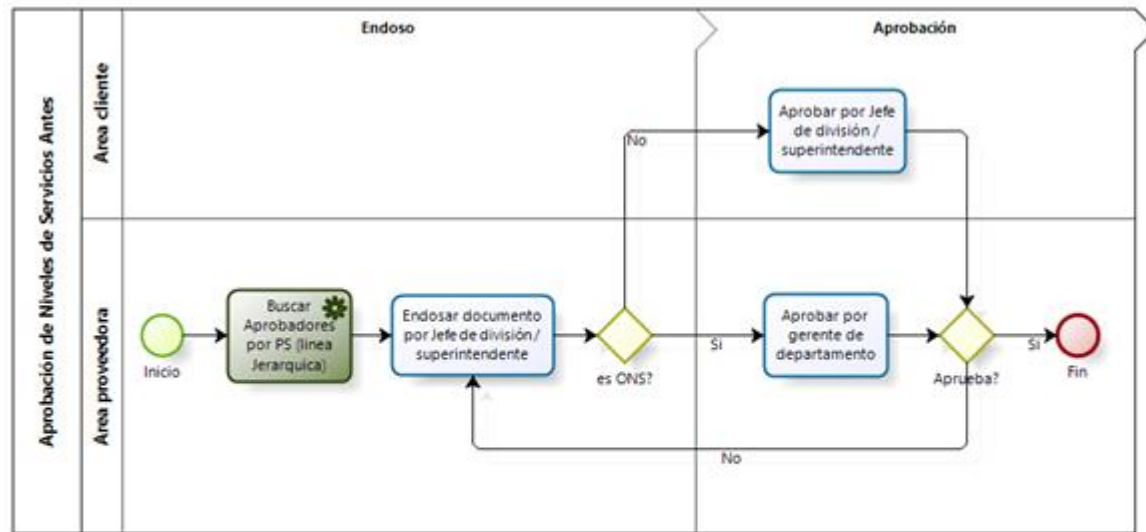 Aprobación de Niveles de Servicios Antes
Endoso
Aprobación
Area cliente
Aprobar por Jefe
de división /
superintendente
No
Area proveedora
Inicio
Buscar
Aprobadores
por PS (linea
Jerarquica)
Endosar documento
por Jefe de división /
superintendente
es ONS?
Si
Aprobar por
gerente de
departamento
Aprueba?
Si
Fin
No